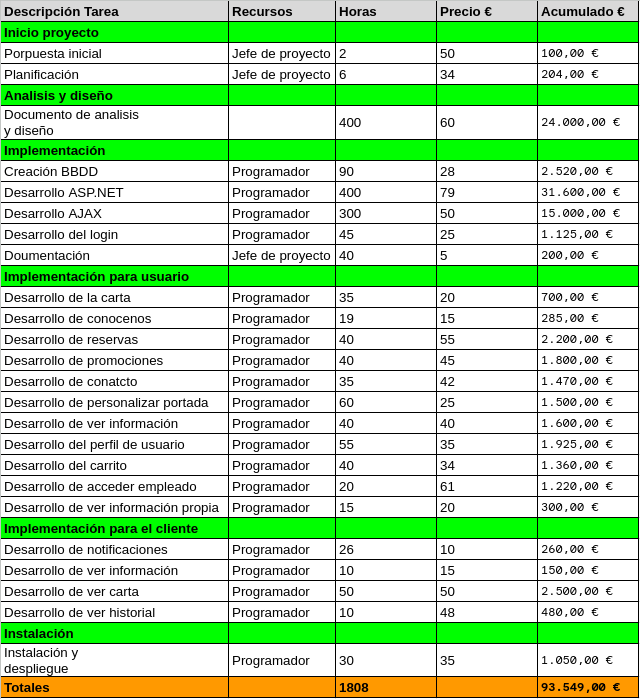 Descripción Tarea Recursos Horas Precio € Acumulado €
Inicio proyecto
Porpuesta inicial Jefe de proyecto 2 50 100,00 €
Planificación Jefe de proyecto 6 34 204,00 €
Analisis y diseño
Documento de analisis
y diseño 400 60 24.000,00 €
Implementación
Creación BBDD Programador 90 28 2.520,00 €
Desarrollo ASP.NET Programador 400 79 31.600,00 €
Desarrollo AJAX Programador 300 50 15.000,00 €
Desarrollo del login Programador 45 25 1.125,00 €
Doumentación Jefe de proyecto 40 5 200,00 €
Implementación para usuario
Desarrollo de la carta Programador 35 20 700,00 €
Desarrollo de conocenos Programador 19 15 285,00 €
Desarrollo de reservas Programador 40 55 2.200,00 €
Desarrollo de promociones Programador 40 45 1.800,00 €
Desarrollo de conatcto Programador 35 42 1.470,00 €
Desarrollo de personalizar portada Programador 60 25 1.500,00 €
Desarrollo de ver información Programador 40 40 1.600,00 €
Desarrollo del perfil de usuario Programador 55 35 1.925,00 €
Desarrollo del carrito Programador 40 34 1.360,00 €
Desarrollo de acceder empleado Programador 20 61 1.220,00 €
Desarrollo de ver información propia Programador 15 20 300,00 €
Implementación para el cliente
Desarrollo de notificaciones Programador 26 10 260,00 €
Desarrollo de ver información Programador 10 15 150,00 €
Desarrollo de ver carta Programador 50 50 2.500,00 €
Desarrollo de ver historial Programador 10 48 480,00 €
Instalación
Instalación y
despliegue Programador 30 35 1.050,00 €
Totales 1808 93.549,00 €